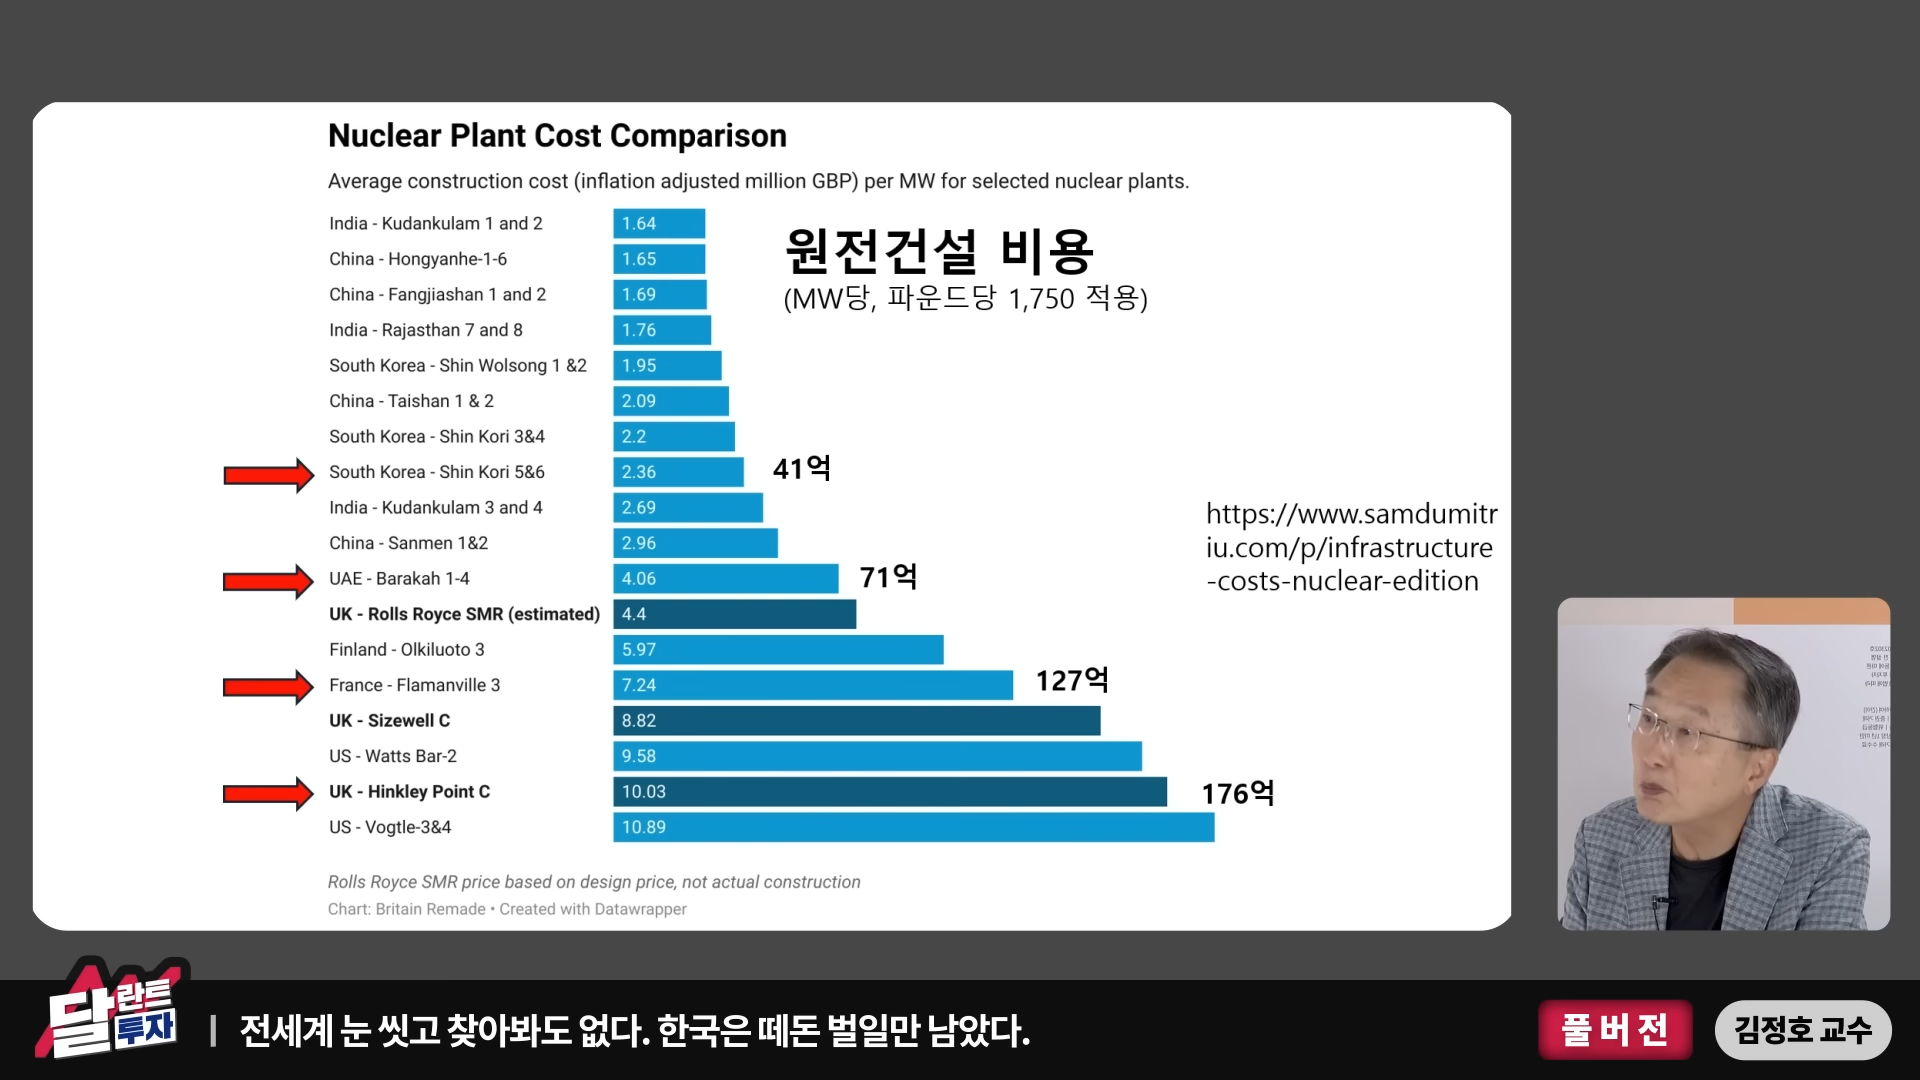 Nuclear Plant Cost Comparison
Average construction cost (inflation adjusted million GBP) per MW for selected nuclear plants.
India - Kudankulam 1 and 2 1.64
China - Hongyanhe-1-6 1.65
China - Fangjiashan 1 and 2 1.69
India - Rajasthan 7 and 8 1.76
South Korea - Shin Wolsong 1 &2 1.95
China - Taishan 1 & 2 2.09
South Korea - Shin Kori 3&4 2.2
South Korea - Shin Kori 5&6 2.36 41억
India - Kudankulam 3 and 4 2.69
China - Sanmen 1&2 2.96
UAE - Barakah 1-4 4.06 71억
UK - Rolls Royce SMR (estimated) 4.4
Finland - Olkiluoto 3 5.97
France - Flamanville 3 7.24 127억
UK - Sizewell C 8.82
US - Watts Bar-2 9.58
UK - Hinkley Point C 10.03 176억
US - Vogtle-3&4 10.89
원전건설 비용
(MW당, 파운드당 1,750 적용)
https://www.samdumitr
iu.com/p/infrastructure
-costs-nuclear-edition
Rolls Royce SMR price based on design price, not actual construction
Chart: Britain Remade • Created with Datawrapper
달란트
투자
전세계 눈 씻고 찾아봐도 없다. 한국은 떼돈 벌일만 남았다.
풀버전
김정호 교수